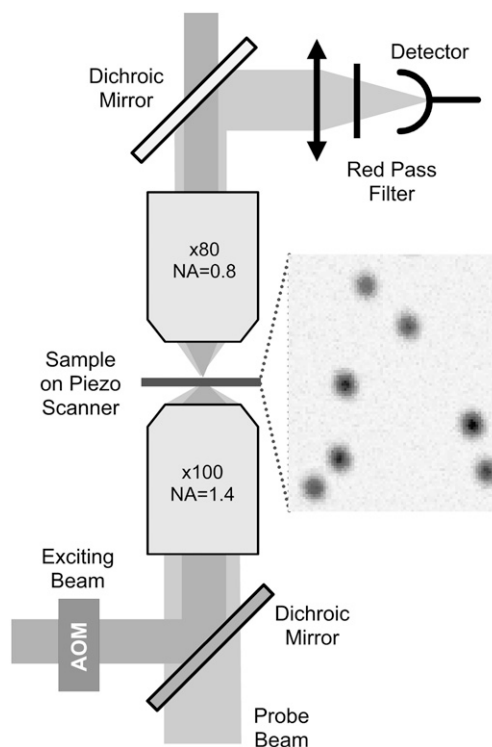 Dichroic
Mirror
Detector
Red Pass
Filter
x80
NA=0.8
Sample
on Piezo
Scanner
x100
NA=1.4
Exciting
Beam
AOM
Dichroic
Mirror
Probe
Beam